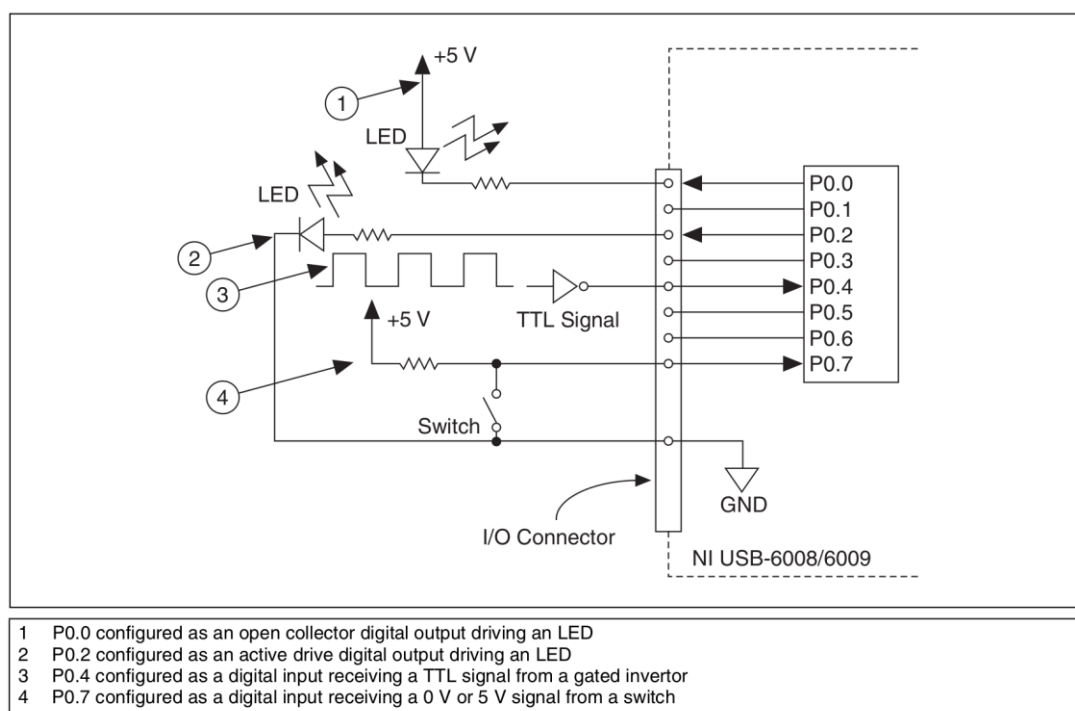 +5 V
1
LED
LED
P0.0
P0.1
2
P0.2
P0.3
3
P0.4
+5 V
TTL Signal
P0.5
P0.6
P0.7
4
Switch
GND
I/O Connector
NI USB-6008/6009
1 P0.0 configured as an open collector digital output driving an LED
2 P0.2 configured as an active drive digital output driving an LED
3 P0.4 configured as a digital input receiving a TTL signal from a gated invertor
4 P0.7 configured as a digital input receiving a 0 V or 5 V signal from a switch